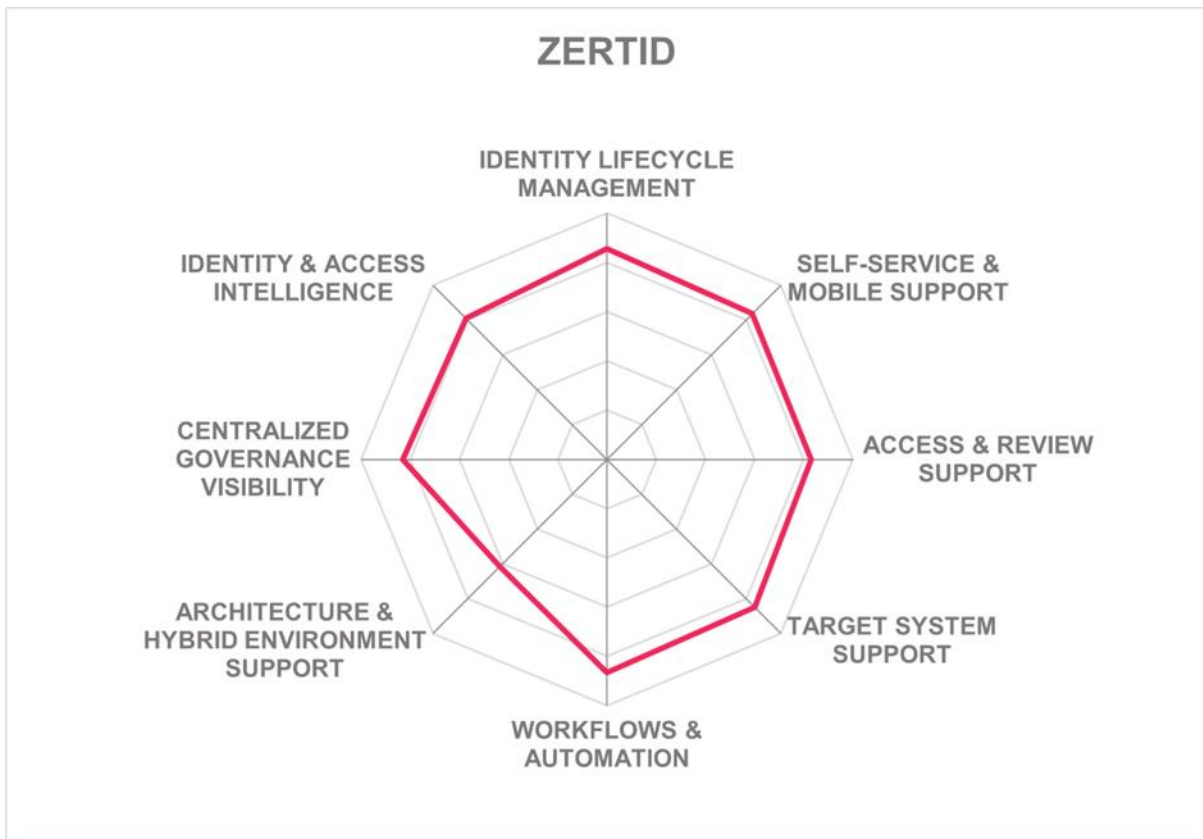 ZERTID
IDENTITY LIFECYCLE
MANAGEMENT
SELF-SERVICE &
MOBILE SUPPORT
ACCESS & REVIEW
SUPPORT
TARGET SYSTEM
SUPPORT
WORKFLOWS &
AUTOMATION
ARCHITECTURE &
HYBRID ENVIRONMENT
SUPPORT
CENTRALIZED
GOVERNANCE
VISIBILITY
IDENTITY & ACCESS
INTELLIGENCE